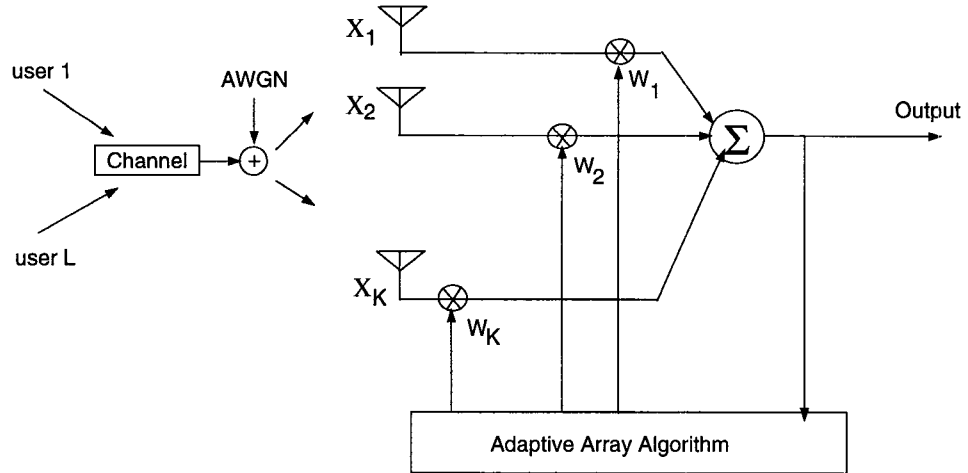 user 1
AWGN
Channel
+
user L
X1
W1
X2
W2
XK
WK
Σ
Output
Adaptive Array Algorithm